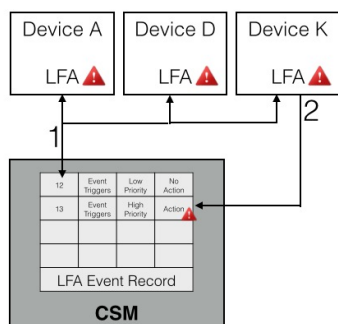 Device A
LFA
Device D
LFA
Device K
LFA
1
2
12
Event
Triggers
Low
Priority
No
Action
13
Event
Triggers
High
Priority
Action
LFA Event Record
CSM